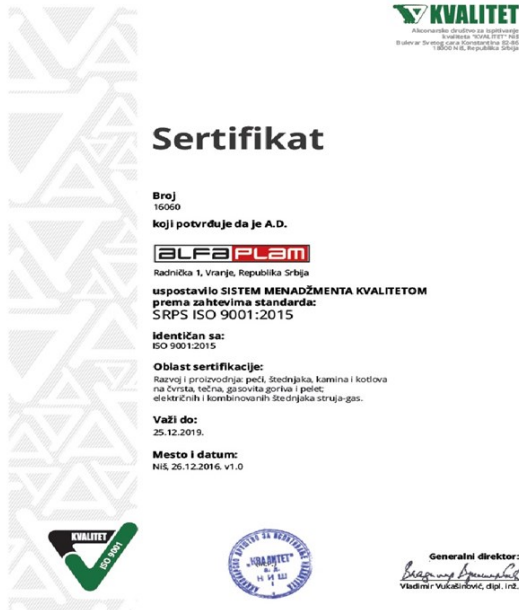 KVALITET
Akcionarsko društvo za ispitivanje
kvaliteta "KVALITET" Niš
Bulevar Svetog cara Konstantina 82-86
18000 Niš, Republika Srbija
Sertifikat
Broj
16060
koji potvrđuje da je A.D.
ALFA PLAM
Radnička 1, Vranje, Republika Srbija
uspostavilo SISTEM MENADŽMENTA KVALITETOM
prema zahtevima standarda:
SRPS ISO 9001:2015
identičan sa:
ISO 9001:2015
Oblast sertifikacije:
Razvoj i proizvodnja: peći, štednjaka, kamina i kotlova
na čvrsta, tečna, gasovita goriva i pelet;
električnih i kombinovanih štednjaka struja-gas.
Važi do:
25.12.2019.
Mesto i datum:
Niš, 26.12.2016. v1.0
KVALITET
ISO 9001
"КВАЛИТЕТ"
НИШ
Generalni direktor:
Vladimir Vukašinović, dipl. inž.